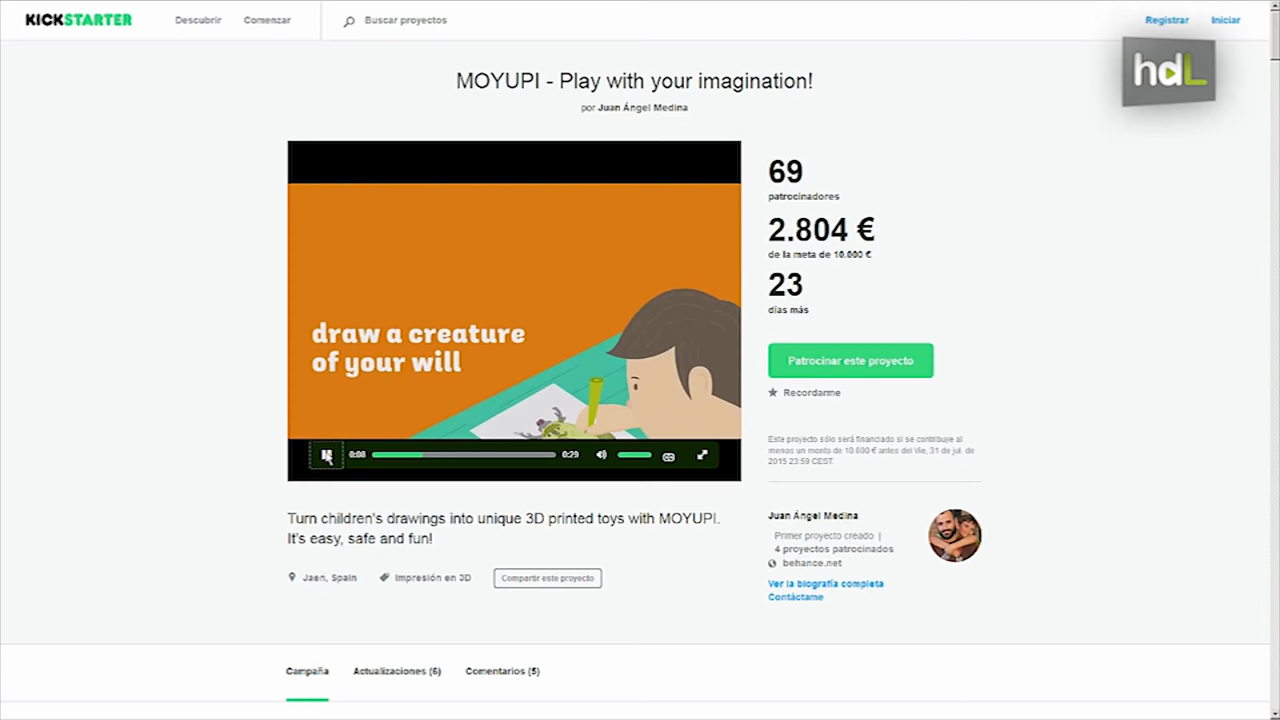 KICKSTARTER
Descubrir
Comenzar
Buscar proyectos
Registrar
Iniciar
hdL
MOYUPI - Play with your imagination!
por Juan Ángel Medina
draw a creature
of your will
0:08
0:29
CC
69
patrocinadores
2.804 €
de la meta de 10.000 €
23
días más
Patrocinar este proyecto
Recordarme
Este proyecto sólo será financiado si se contribuye al
menos un monto de 10.000 € antes del Vie, 31 de jul. de
2015 23:59 CEST.
Turn children's drawings into unique 3D printed toys with MOYUPI.
It's easy, safe and fun!
Jaen, Spain
Impresión en 3D
Compartir este proyecto
Juan Ángel Medina
Primer proyecto creado |
4 proyectos patrocinados
behance.net
Ver la biografía completa
Contáctame
Campaña
Actualizaciones (6)
Comentarios (5)